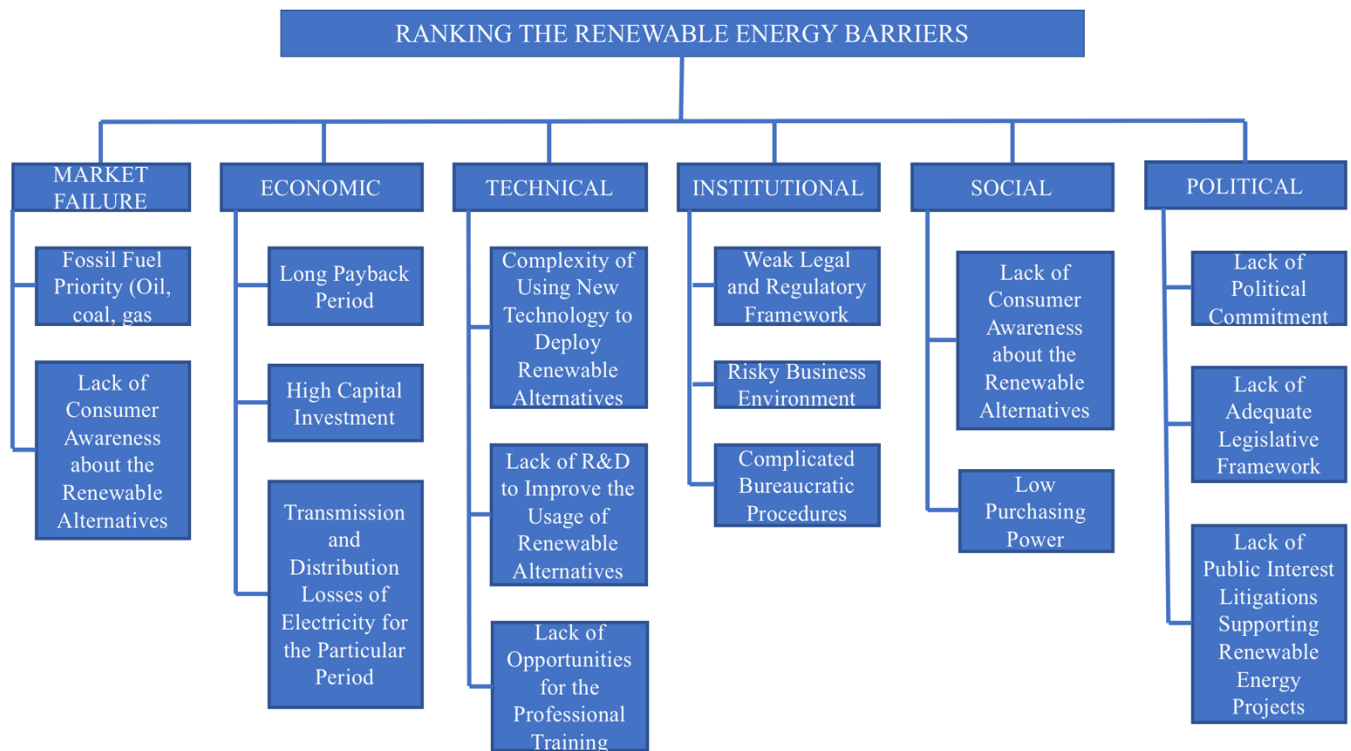 RANKING THE RENEWABLE ENERGY BARRIERS
MARKET
FAILURE
Fossil Fuel
Priority (Oil,
coal, gas
Lack of
Consumer
Awareness
about the
Renewable
Alternatives
ECONOMIC
Long Payback
Period
High Capital
Investment
Transmission
and
Distribution
Losses of
Electricity for
the Particular
Period
TECHNICAL
Complexity of
Using New
Technology to
Deploy
Renewable
Alternatives
Lack of R&D
to Improve the
Usage of
Renewable
Alternatives
Lack of
Opportunities
for the
Professional
Training
INSTITUTIONAL
Weak Legal
and Regulatory
Framework
Risky Business
Environment
Complicated
Bureaucratic
Procedures
SOCIAL
Lack of
Consumer
Awareness
about the
Renewable
Alternatives
Low
Purchasing
Power
POLITICAL
Lack of
Political
Commitment
Lack of
Adequate
Legislative
Framework
Lack of
Public Interest
Litigations
Supporting
Renewable
Energy
Projects